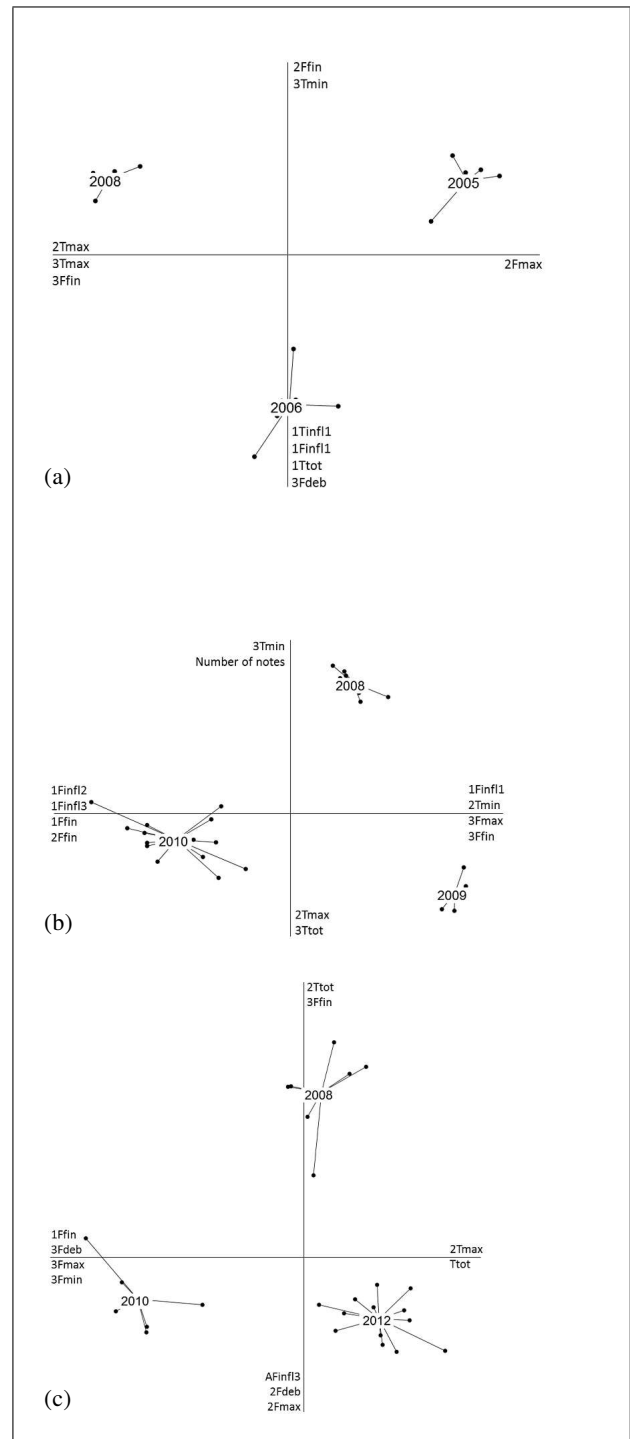 2Ffin
3Tmin
2008
2005
2Tmax
3Tmax
3Ffin
2Fmax
2006
1Tinfl1
1Finfl1
1Ttot
3Fdeb
(a)
3Tmin
Number of notes
2008
1Finfl2
1Finfl3
1Ffin
2Ffin
1Finfl1
2Tmin
3Fmax
3Ffin
2010
2009
2Tmax
3Ttot
(b)
2Ttot
3Ffin
2008
1Ffin
3Fdeb
3Fmax
3Fmin
2Tmax
Ttot
2010
2012
AFinfl3
2Fdeb
2Fmax
(c)